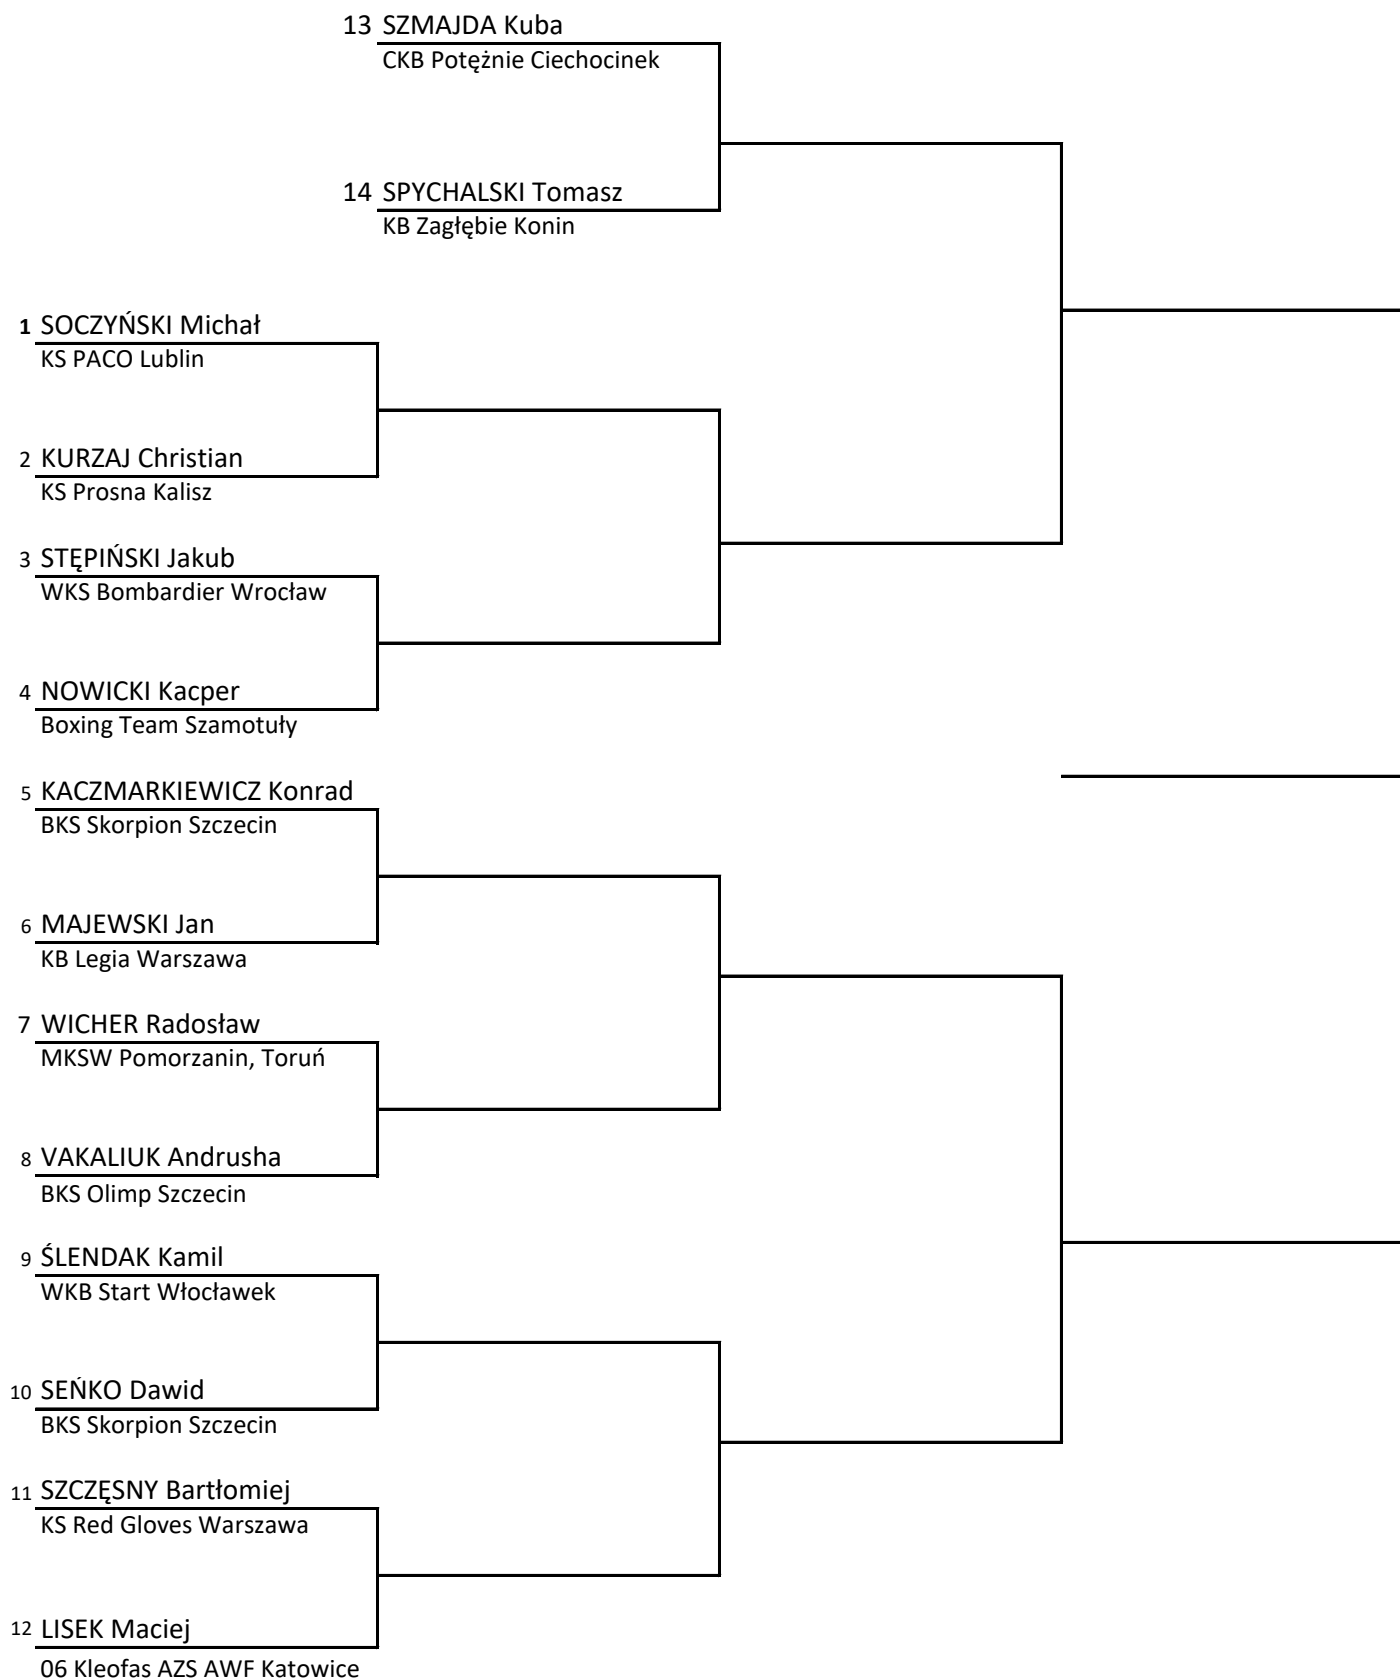 13 SZMAJDA Kuba
CKB Potężnie Ciechocinek
14 SPYCHALSKI Tomasz
KB Zagłębie Konin
1 SOCZYŃSKI Michał
KS PACO Lublin
2 KURZAJ Christian
KS Prosna Kalisz
3 STĘPIŃSKI Jakub
WKS Bombardier Wrocław
4 NOWICKI Kacper
Boxing Team Szamotuły
5 KACZMARKIEWICZ Konrad
BKS Skorpion Szczecin
6 MAJEWSKI Jan
KB Legia Warszawa
7 WICHER Radosław
MKSW Pomorzanin, Toruń
8 VAKALIUK Andrusha
BKS Olimp Szczecin
9 ŚLENDAK Kamil
WKB Start Włocławek
10 SEŃKO Dawid
BKS Skorpion Szczecin
11 SZCZĘSNY Bartłomiej
KS Red Gloves Warszawa
12 LISEK Maciej
06 Kleofas AZS AWF Katowice